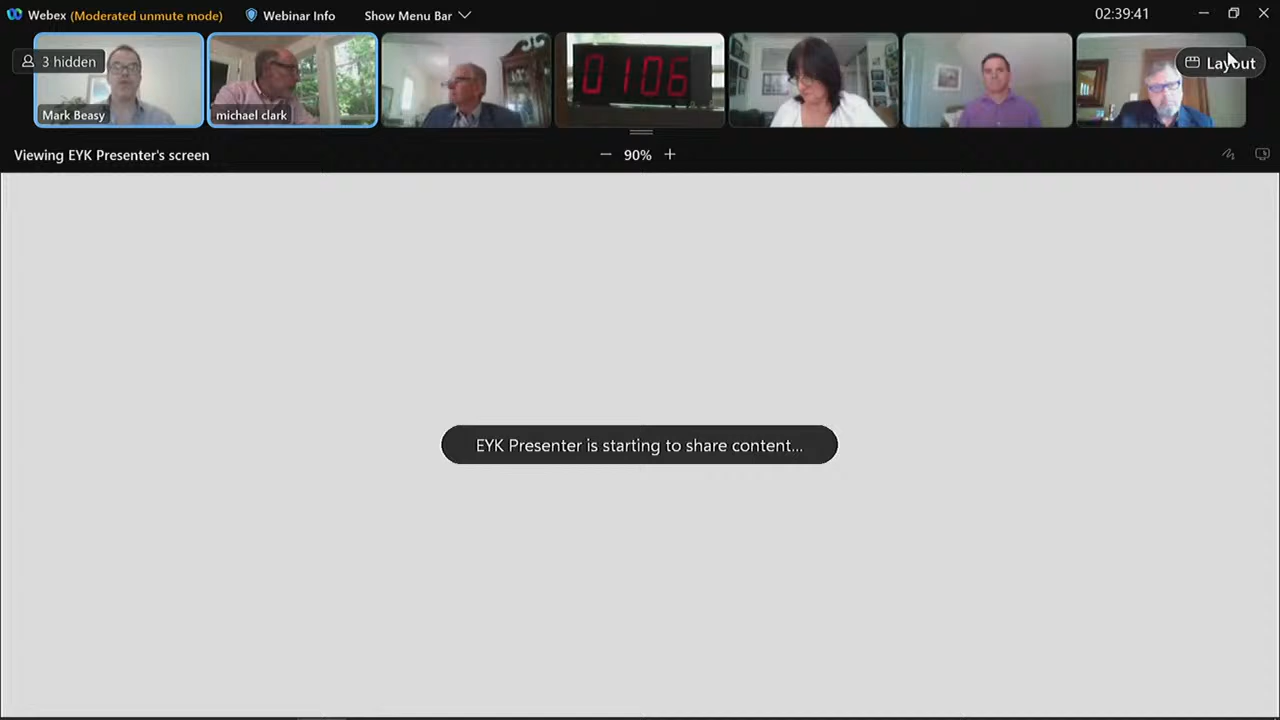 Webex (Moderated unmute mode) Webinar Info Show Menu Bar 02:39:41
3 hidden
Mark Beasy
michael clark
0106
Layout
Viewing EYK Presenter's screen
90%
EYK Presenter is starting to share content...